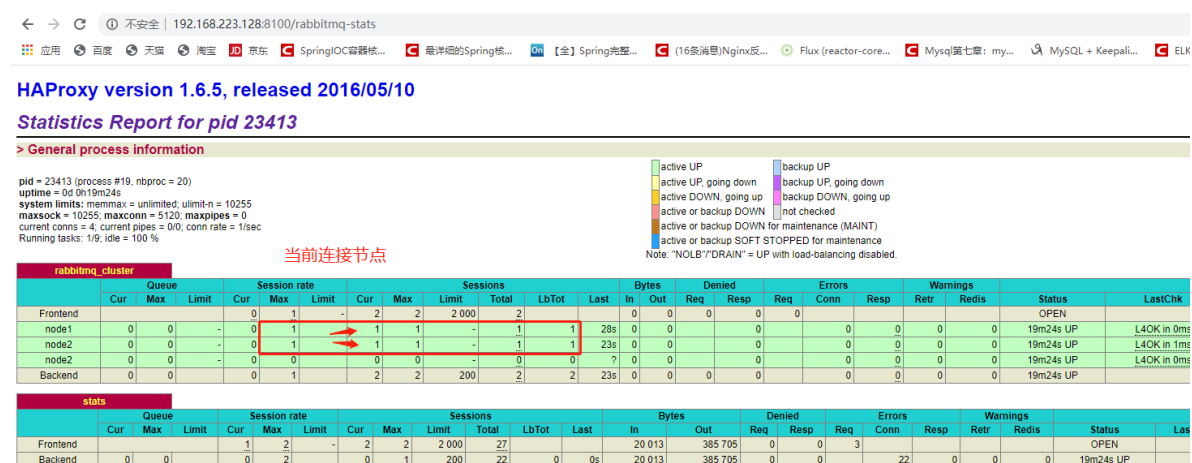 不安全 | 192.168.223.128:8100/rabbitmq-stats
应用 百度 天猫 淘宝 JD 京东 C SpringIOC容器核... C 最详细的Spring核... On 【全】Spring完整... C (16条消息)Nginx反... Flux (reactor-core... C Mysql第七章：my... MySQL + Keepali... C ELK
HAProxy version 1.6.5, released 2016/05/10
Statistics Report for pid 23413
> General process information
pid = 23413 (process #19, nbproc = 20)
uptime = 0d 0h19m24s
system limits: memmax = unlimited; ulimit-n = 10255
maxsock = 10255; maxconn = 5120; maxpipes = 0
current conns = 4; current pipes = 0/0; conn rate = 1/sec
Running tasks: 1/9; idle = 100 %
active UP backup UP
active UP, going down backup UP, going down
active DOWN, going up backup DOWN, going up
active or backup DOWN not checked
active or backup DOWN for maintenance (MAINT)
active or backup SOFT STOPPED for maintenance
Note: "NOLB"/"DRAIN" = UP with load-balancing disabled.
当前连接节点
rabbitmq_cluster
Queue Session rate Sessions Bytes Denied Errors Warnings
Cur Max Limit Cur Max Limit Cur Max Limit Total LbTot Last In Out Req Resp Req Conn Resp Retr Redis Status LastChk
Frontend 0 1 - 2 2 2 000 2 0 0 0 0 0 OPEN
node1 0 0 - 0 1 1 1 - 1 1 28s 0 0 0 0 0 0 0 19m24s UP L4OK in 0ms
node2 0 0 - 0 1 1 1 - 1 1 23s 0 0 0 0 0 0 0 19m24s UP L4OK in 1ms
node2 0 0 - 0 0 0 0 - 0 0 ? 0 0 0 0 0 0 0 19m24s UP L4OK in 0ms
Backend 0 0 0 1 2 2 200 2 2 23s 0 0 0 0 0 0 0 0 19m24s UP
stats
Queue Session rate Sessions Bytes Denied Errors Warnings
Cur Max Limit Cur Max Limit Cur Max Limit Total LbTot Last In Out Req Resp Req Conn Resp Retr Redis Status Las
Frontend 1 2 - 2 2 2 000 27 20 013 385 705 0 0 3 OPEN
Backend 0 0 0 2 0 1 200 22 0 0s 20 013 385 705 0 0 22 0 0 0 19m24s UP